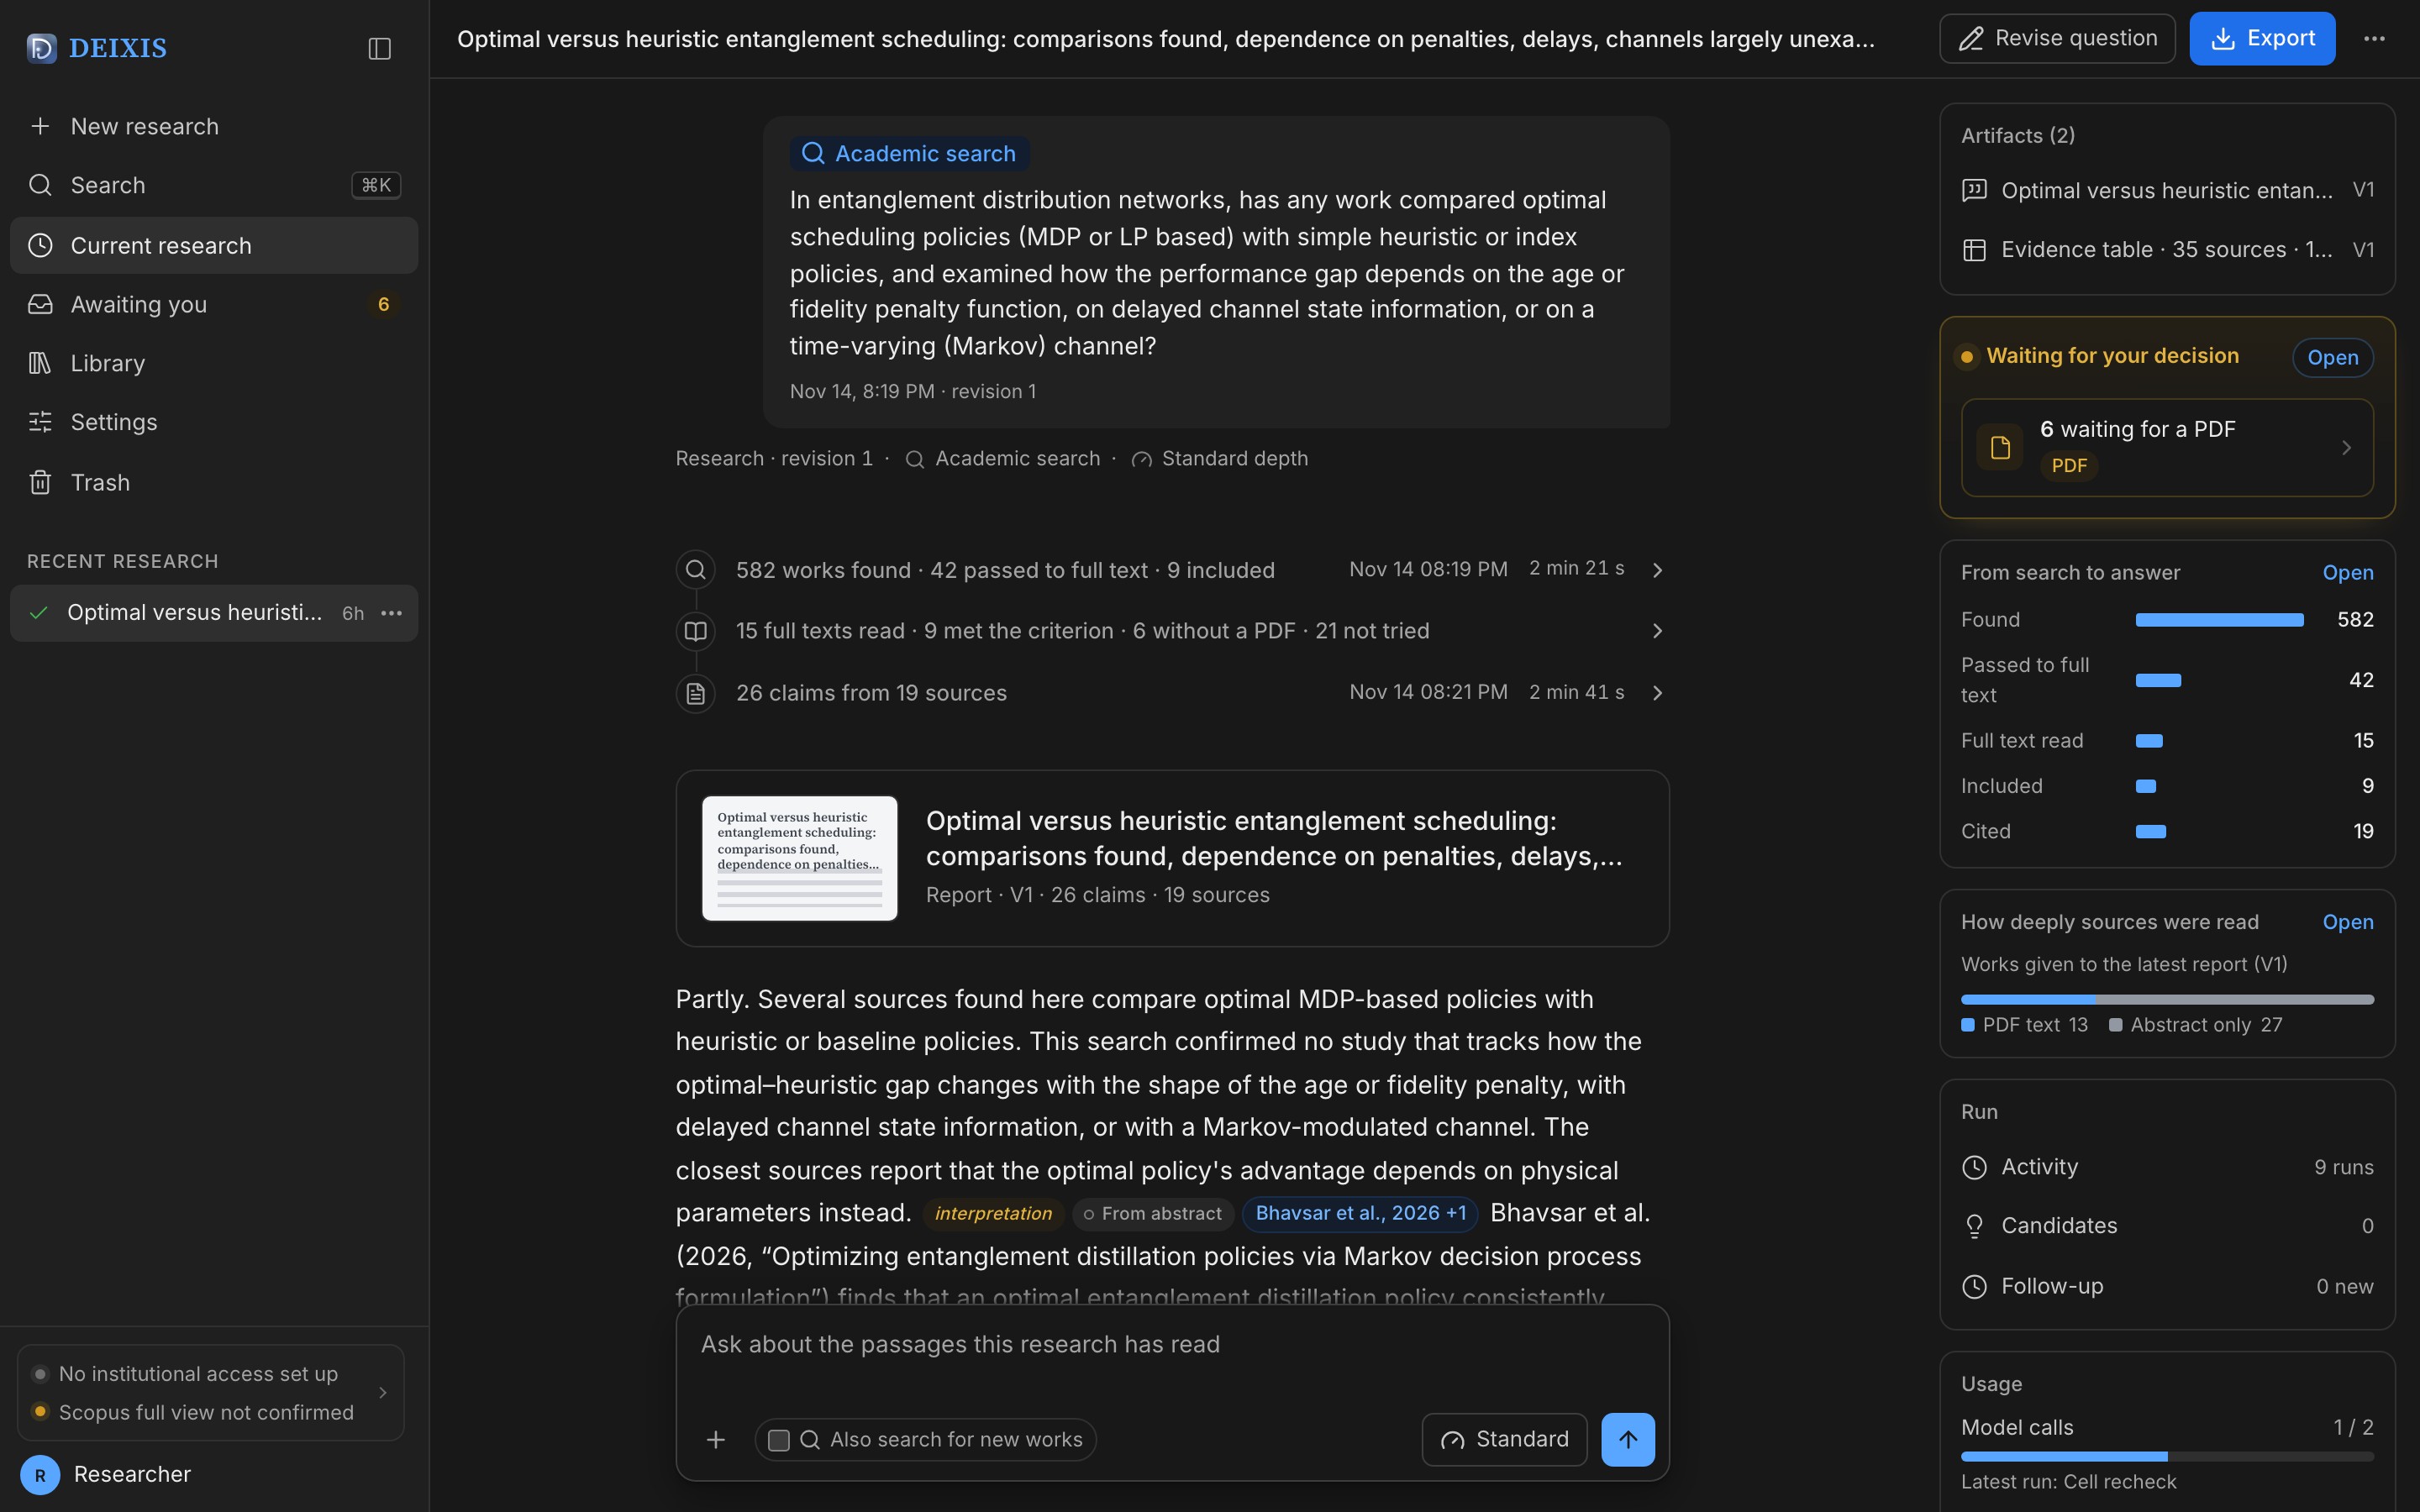 DEIXIS
New research
Search ⌘K
Current research
Awaiting you 6
Library
Settings
Trash
RECENT RESEARCH
Optimal versus heuristi... 6h
No institutional access set up
Scopus full view not confirmed
R Researcher
Optimal versus heuristic entanglement scheduling: comparisons found, dependence on penalties, delays, channels largely unexa...
Revise question
Export
Academic search
In entanglement distribution networks, has any work compared optimal
scheduling policies (MDP or LP based) with simple heuristic or index
policies, and examined how the performance gap depends on the age or
fidelity penalty function, on delayed channel state information, or on a
time-varying (Markov) channel?
Nov 14, 8:19 PM · revision 1
Research · revision 1 · Academic search · Standard depth
582 works found · 42 passed to full text · 9 included Nov 14 08:19 PM 2 min 21 s
15 full texts read · 9 met the criterion · 6 without a PDF · 21 not tried
26 claims from 19 sources Nov 14 08:21 PM 2 min 41 s
Optimal versus heuristic
entanglement scheduling:
comparisons found,
dependence on penalties...
Optimal versus heuristic entanglement scheduling:
comparisons found, dependence on penalties, delays,...
Report · V1 · 26 claims · 19 sources
Partly. Several sources found here compare optimal MDP-based policies with
heuristic or baseline policies. This search confirmed no study that tracks how the
optimal–heuristic gap changes with the shape of the age or fidelity penalty, with
delayed channel state information, or with a Markov-modulated channel. The
closest sources report that the optimal policy's advantage depends on physical
parameters instead. interpretation From abstract Bhavsar et al., 2026 +1 Bhavsar et al.
(2026, “Optimizing entanglement distillation policies via Markov decision process
formulation”) finds that an optimal entanglement distillation policy consistently
Ask about the passages this research has read
Also search for new works
Standard
Artifacts (2)
Optimal versus heuristic entan... V1
Evidence table · 35 sources · 1... V1
Waiting for your decision Open
6 waiting for a PDF
PDF
From search to answer Open
Found 582
Passed to full
text 42
Full text read 15
Included 9
Cited 19
How deeply sources were read Open
Works given to the latest report (V1)
PDF text 13 Abstract only 27
Run
Activity 9 runs
Candidates 0
Follow-up 0 new
Usage
Model calls 1 / 2
Latest run: Cell recheck